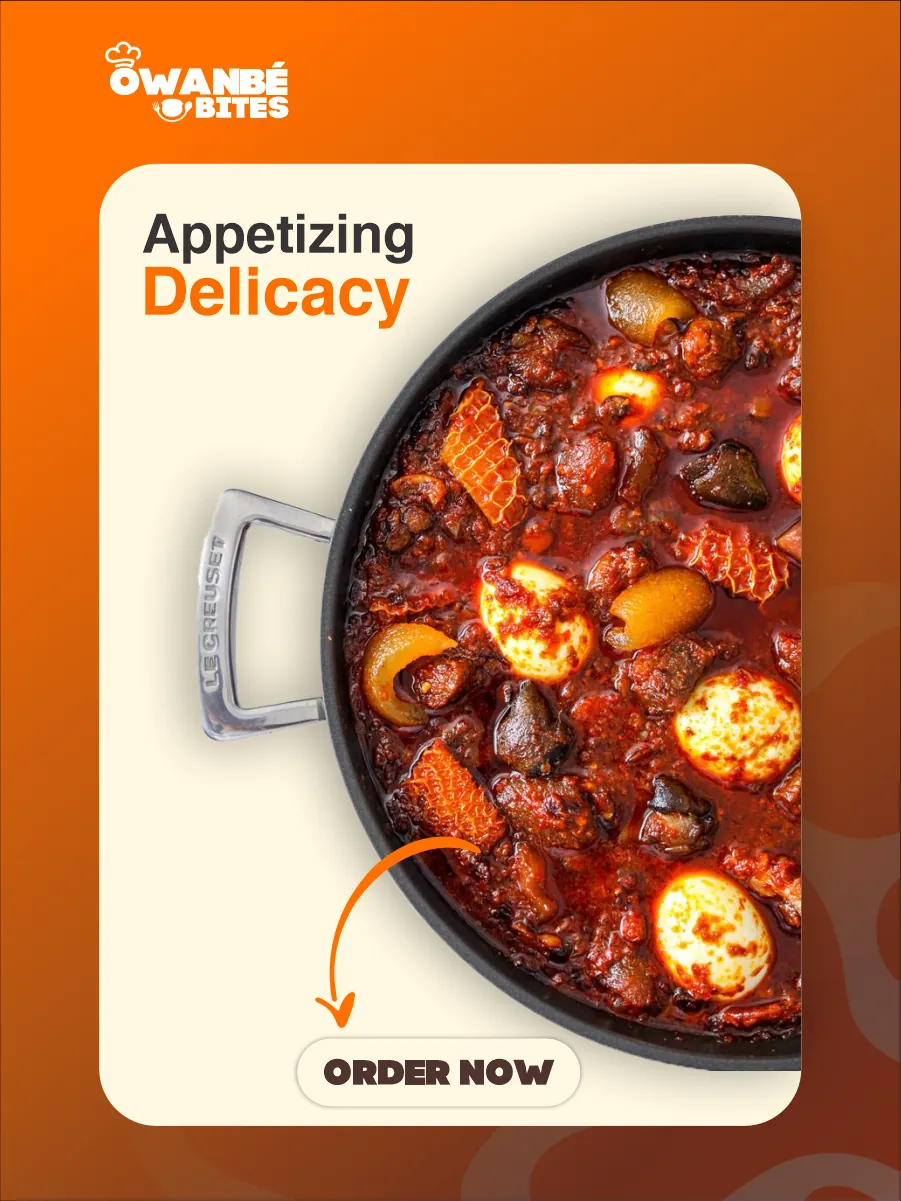 OWANBÉ
BITES
Appetizing
Delicacy
LE CREUSET
ORDER NOW